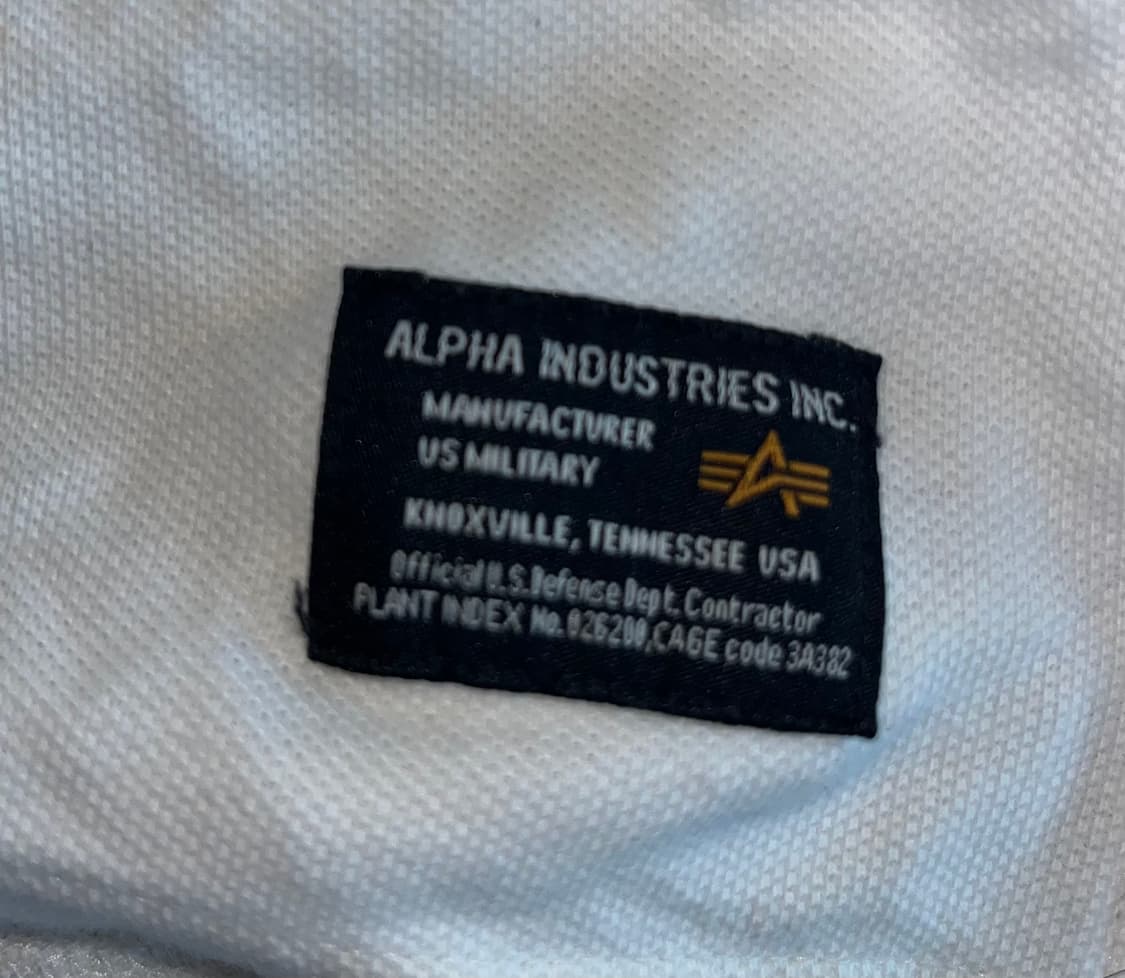 ALPHA INDUSTRIES INC.
MANUFACTURER
US MILITARY
KNOXVILLE, TENNESSEE USA
Official U.S. Defense Dept. Contractor
PLANT INDEX No. 026200, CAGE code 3A382